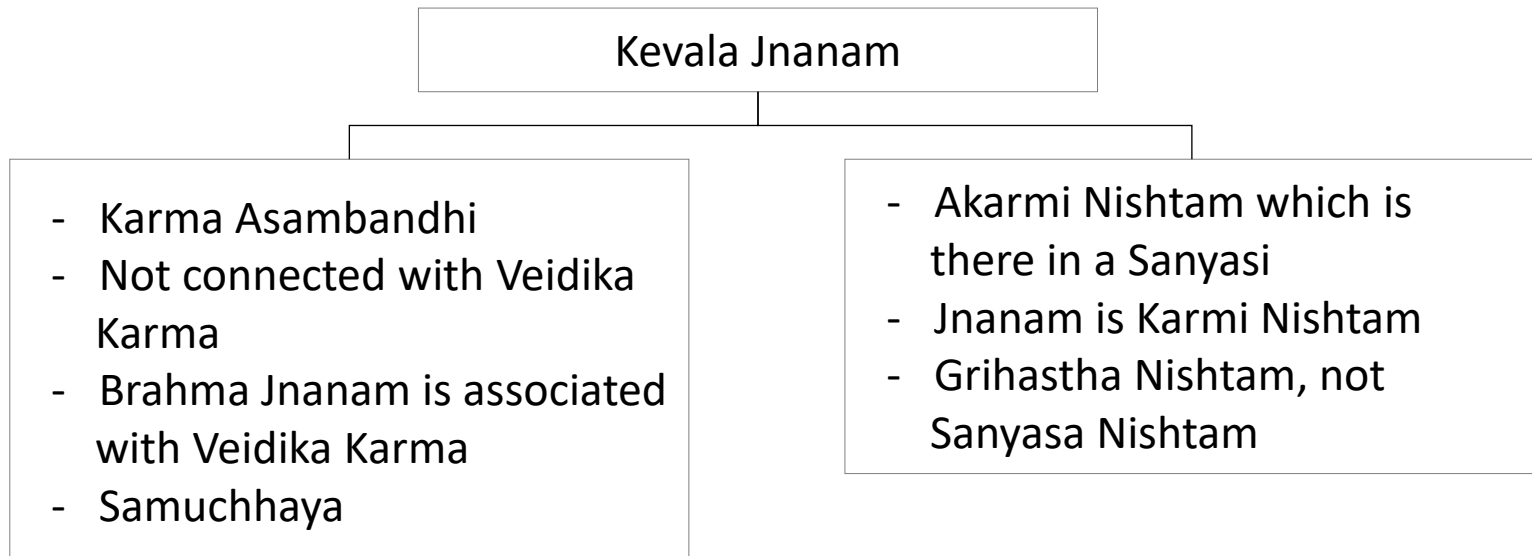 Kevala Jnanam
- Karma Asambandhi
- Not connected with Veidika
Karma
- Brahma Jnanam is associated
with Veidika Karma
- Samuchhaya
- Akarmi Nishtam which is
there in a Sanyasi
- Jnanam is Karmi Nishtam
- Grihastha Nishtam, not
Sanyasa Nishtam